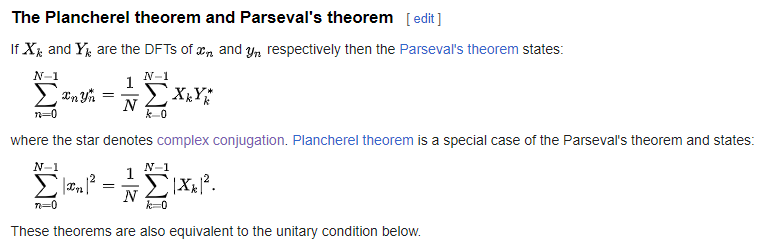 The Plancherel theorem and Parseval's theorem [ edit ]
If X_k and Y_k are the DFTs of x_n and y_n respectively then the Parseval's theorem states:
\sum_{n=0}^{N-1} x_n y_n^* = \frac{1}{N} \sum_{k=0}^{N-1} X_k Y_k^*
where the star denotes complex conjugation. Plancherel theorem is a special case of the Parseval's theorem and states:
\sum_{n=0}^{N-1} |x_n|^2 = \frac{1}{N} \sum_{k=0}^{N-1} |X_k|^2.
These theorems are also equivalent to the unitary condition below.